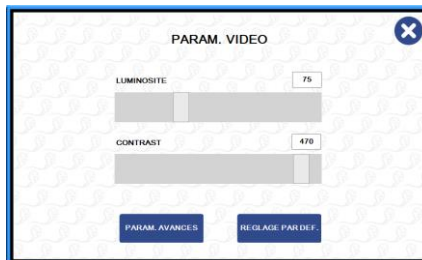 PARAM. VIDEO
LUMINOSITE 75
CONTRAST 470
PARAM. AVANCES REGLAGE PAR DEF.